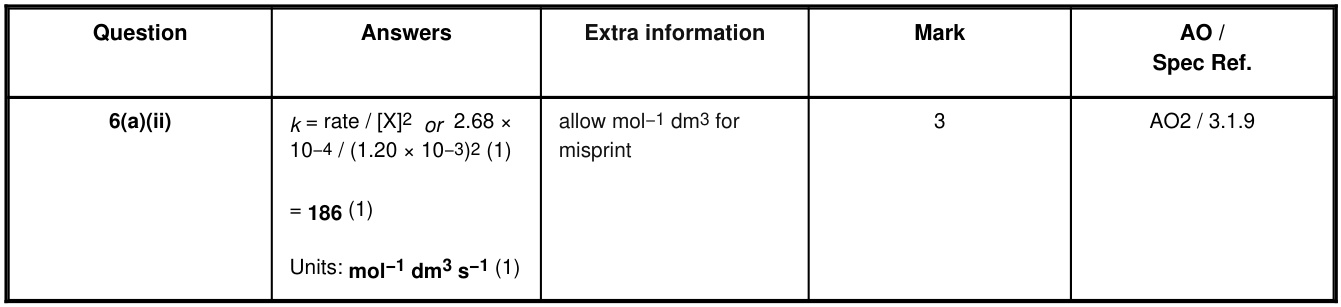 Question Answers Extra information Mark AO /
Spec Ref.
6(a)(ii) k = rate / [X]2 or 2.68 × allow mol−1 dm3 for 3 AO2 / 3.1.9
10−4 / (1.20 × 10−3)2 (1) misprint
= 186 (1)
Units: mol−1 dm3 s−1 (1)